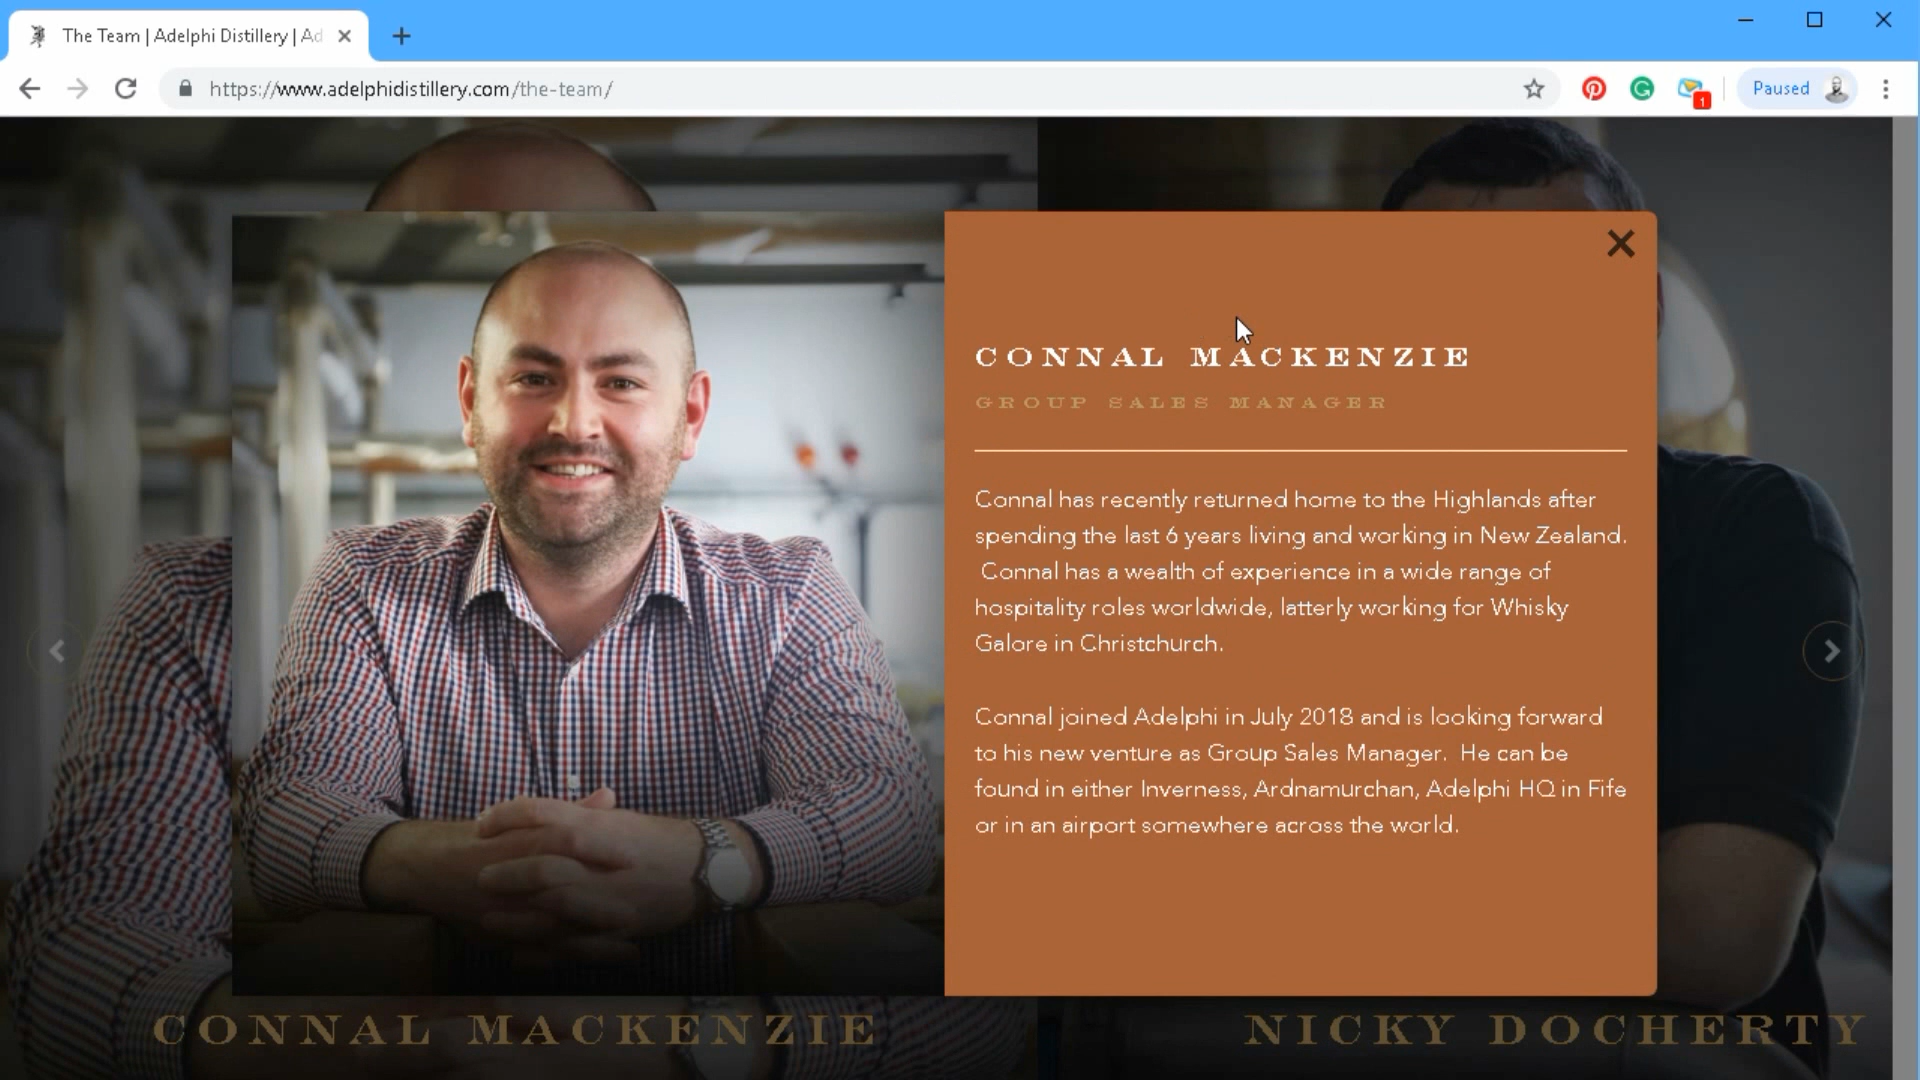 The Team | Adelphi Distillery | Ad
https://www.adelphidistillery.com/the-team/
1
Paused
CONNAL MACKENZIE
GROUP SALES MANAGER
Connal has recently returned home to the Highlands after
spending the last 6 years living and working in New Zealand.
Connal has a wealth of experience in a wide range of
hospitality roles worldwide, latterly working for Whisky
Galore in Christchurch.
Connal joined Adelphi in July 2018 and is looking forward
to his new venture as Group Sales Manager. He can be
found in either Inverness, Ardnamurchan, Adelphi HQ in Fife
or in an airport somewhere across the world.
CONNAL MACKENZIE
NICKY DOCHERTY